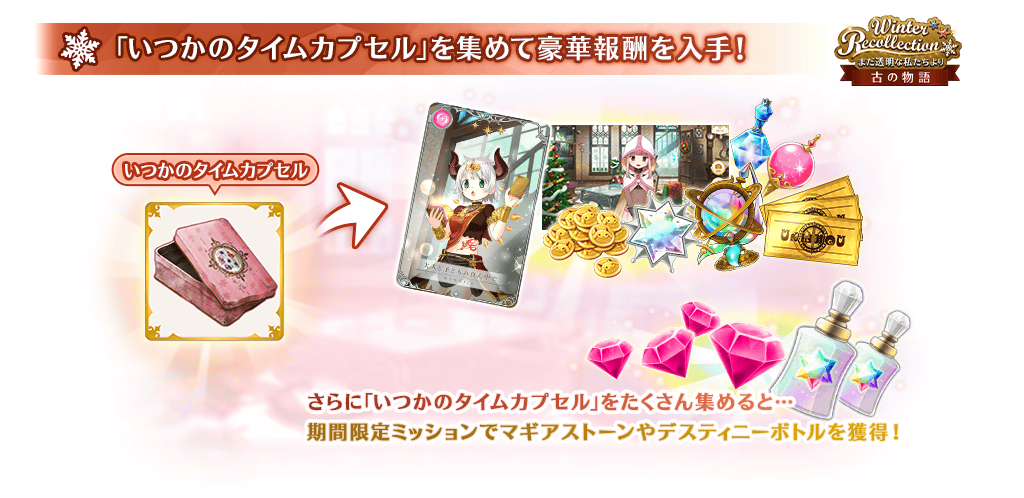 「いつかのタイムカプセル」を集めて豪華報酬を入手！
Winter
Recollection
まだ透明な私たちより
古の物語
いつかのタイムカプセル
さらに「いつかのタイムカプセル」をたくさん集めると…
期間限定ミッションでマギアストーンやデスティニーボトルを獲得！